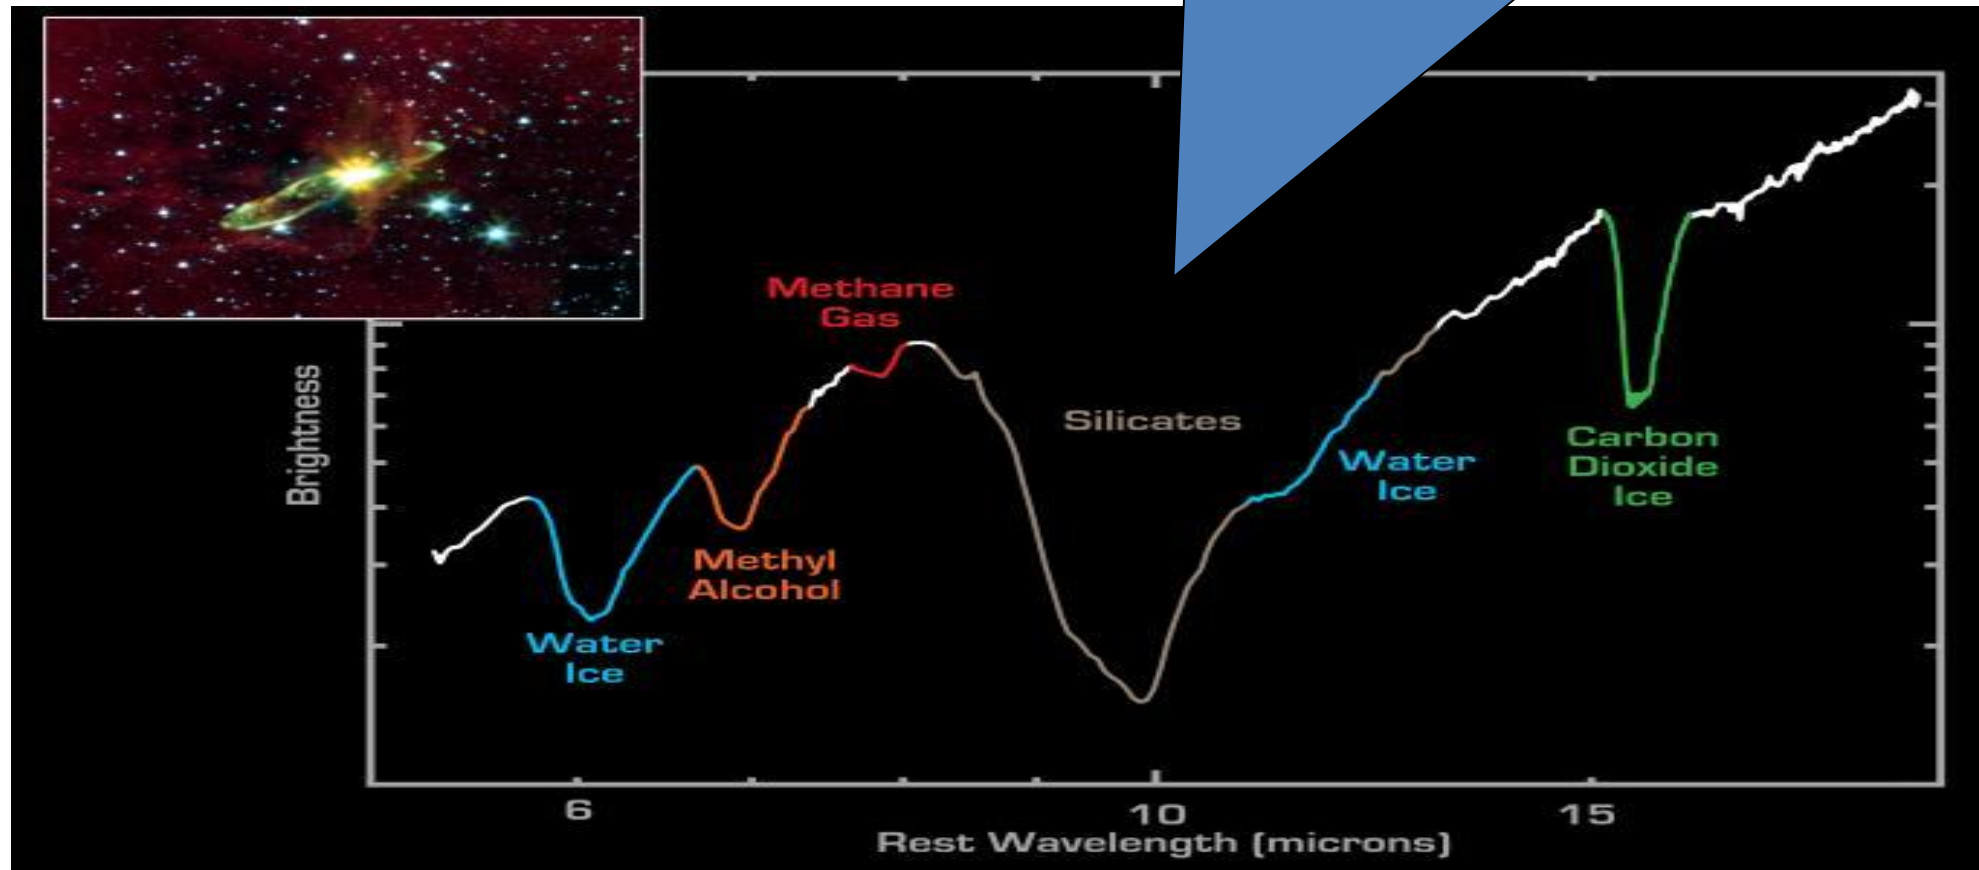 Methane
Gas
Brightness
Silicates
Water
Ice
Carbon
Dioxide
Ice
Methyl
Alcohol
Water
Ice
6
10
15
Rest Wavelength (microns)